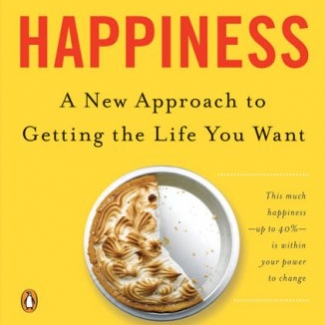 HAPPINESS
A New Approach to
Getting the Life You Want
This much
happiness
—up to 40%—
is within
your power
to change